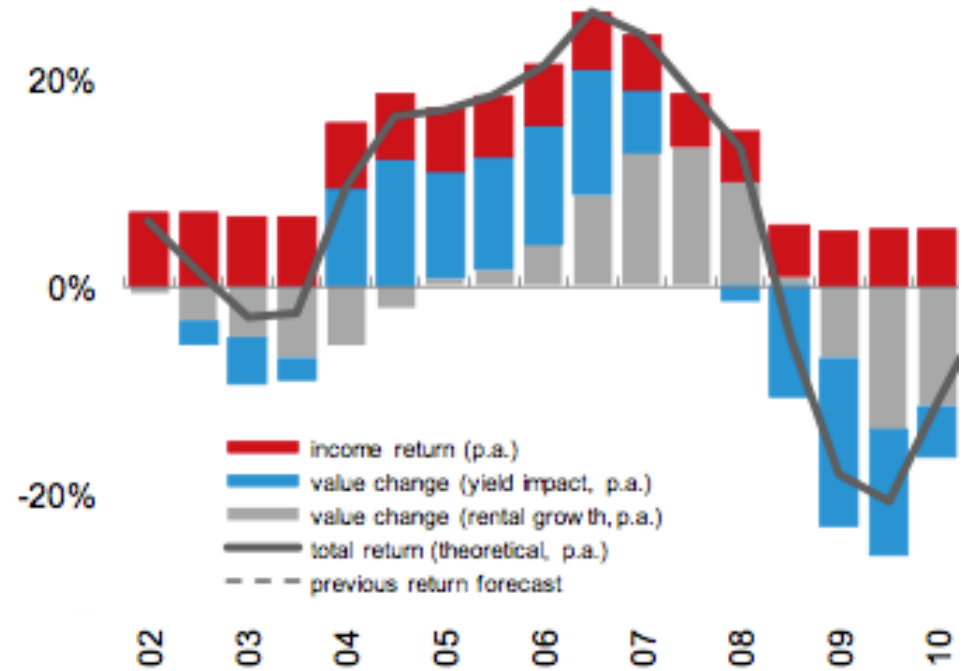 20%
0%
-20%
income return (p.a.)
value change (yield impact, p.a.)
value change (rental growth, p.a.)
total return (theoretical, p.a.)
previous return forecast
02 03 04 05 06 07 08 09 10